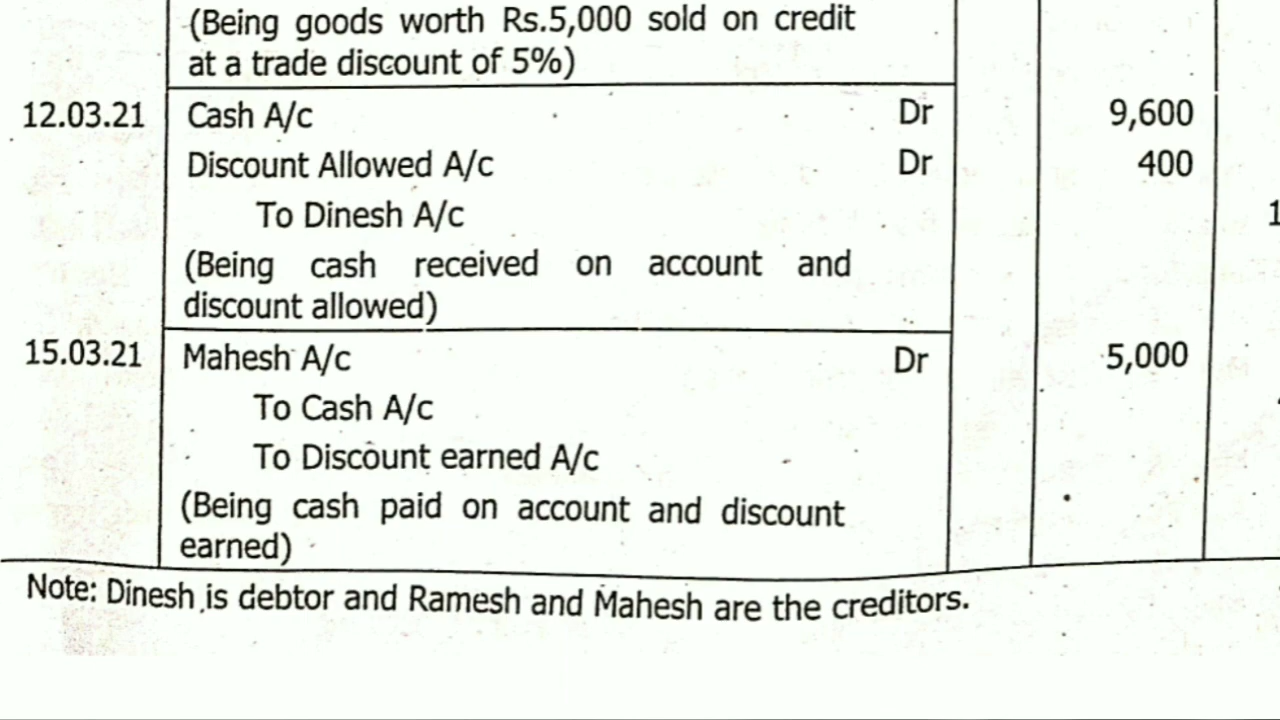 (Being goods worth Rs.5,000 sold on credit
at a trade discount of 5%)
12.03.21 Cash A/c Dr 9,600
Discount Allowed A/c Dr 400
To Dinesh A/c 1
(Being cash received on account and
discount allowed)
15.03.21 Mahesh A/c Dr 5,000
To Cash A/c
To Discount earned A/c
(Being cash paid on account and discount
earned)
Note: Dinesh is debtor and Ramesh and Mahesh are the creditors.